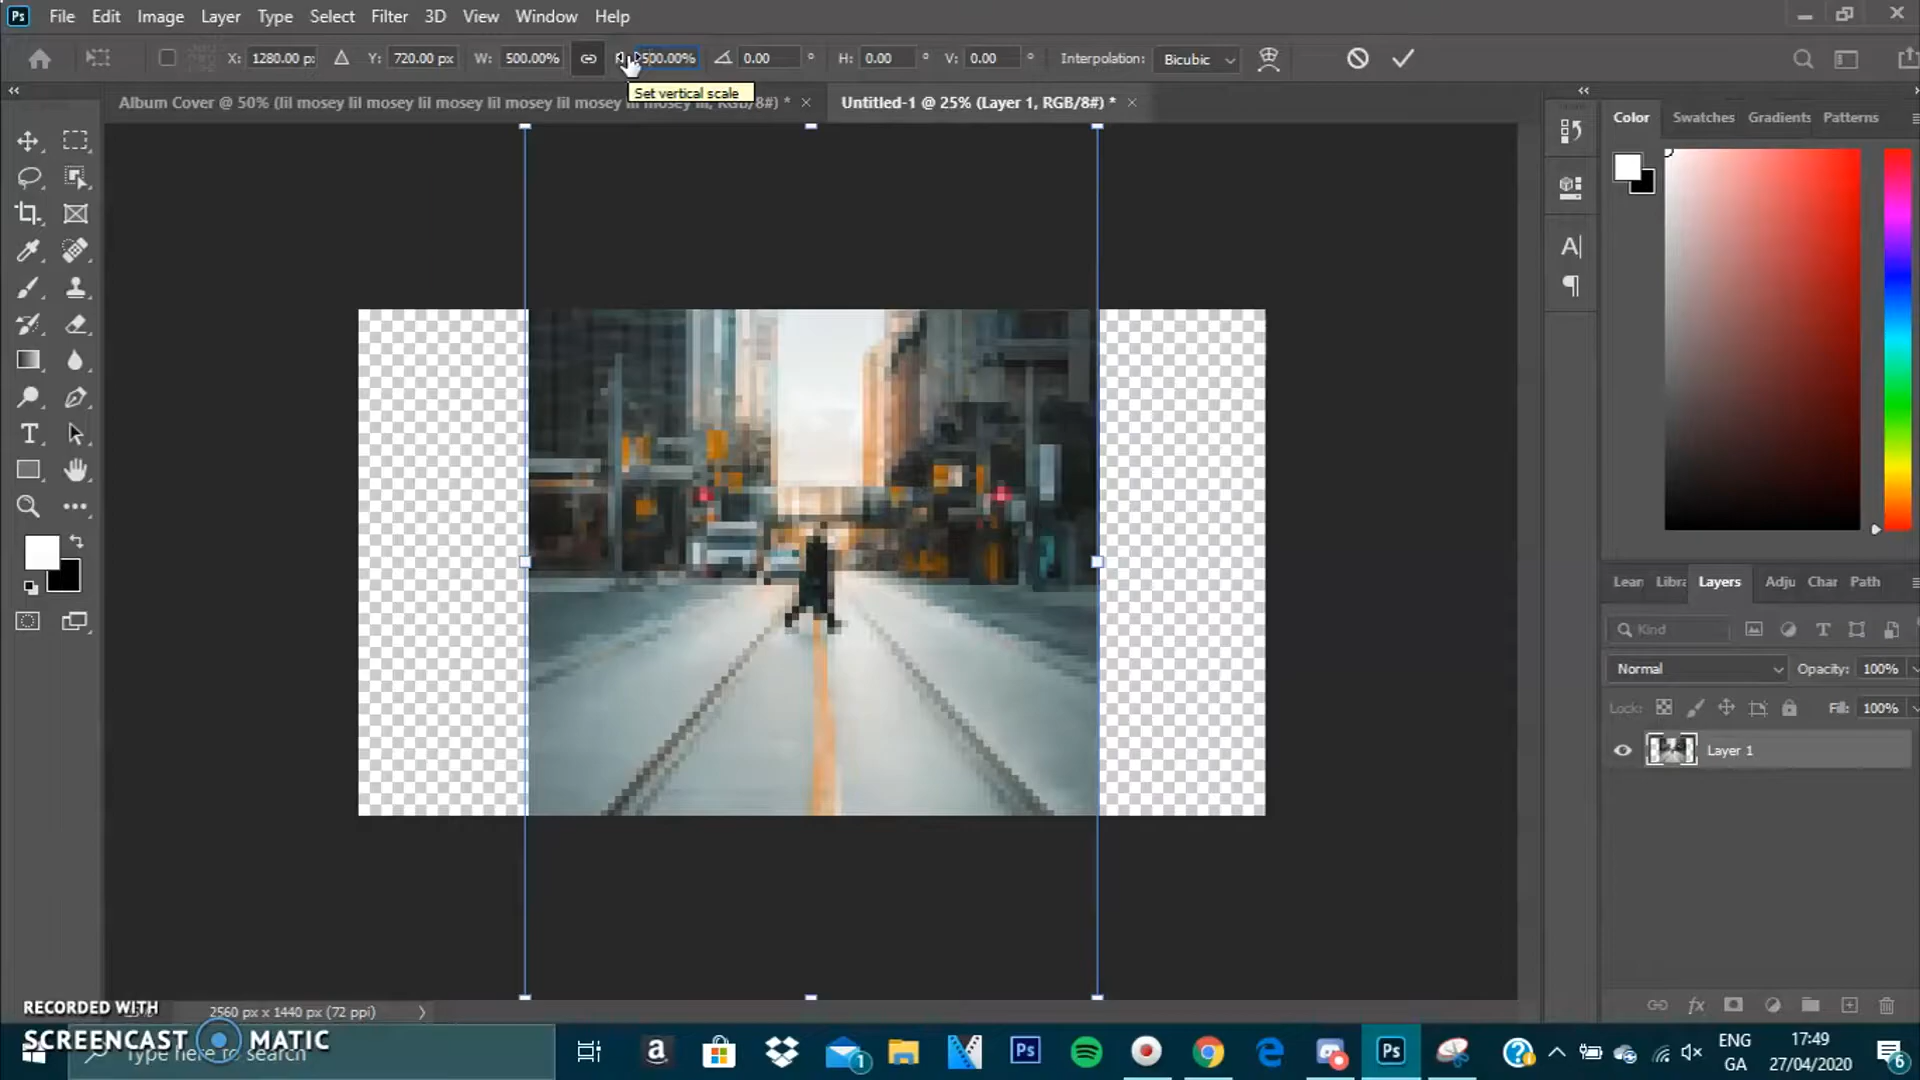 Ps File Edit Image Layer Type Select Filter 3D View Window Help
X: 1280.00 p Y: 720.00 px W: 500.00% 500.00% 0.00 ° H: 0.00 ° V: 0.00 ° Interpolation: Bicubic
Set vertical scale
Album Cover @ 50% (lil mosey lil mosey lil mosey lil mosey lil mosey lil mosey lil, RGB/8#) * ×
Untitled-1 @ 25% (Layer 1, RGB/8#) * ×
Color Swatches Gradients Patterns
Lear Libra Layers Adju Char Path
Kind
Normal Opacity: 100%
Lock: Fill: 100%
Layer 1
2560 px x 1440 px (72 ppi)
RECORDED WITH
SCREENCAST MATIC
Type here to search
1
ENG
GA
17:49
27/04/2020
6